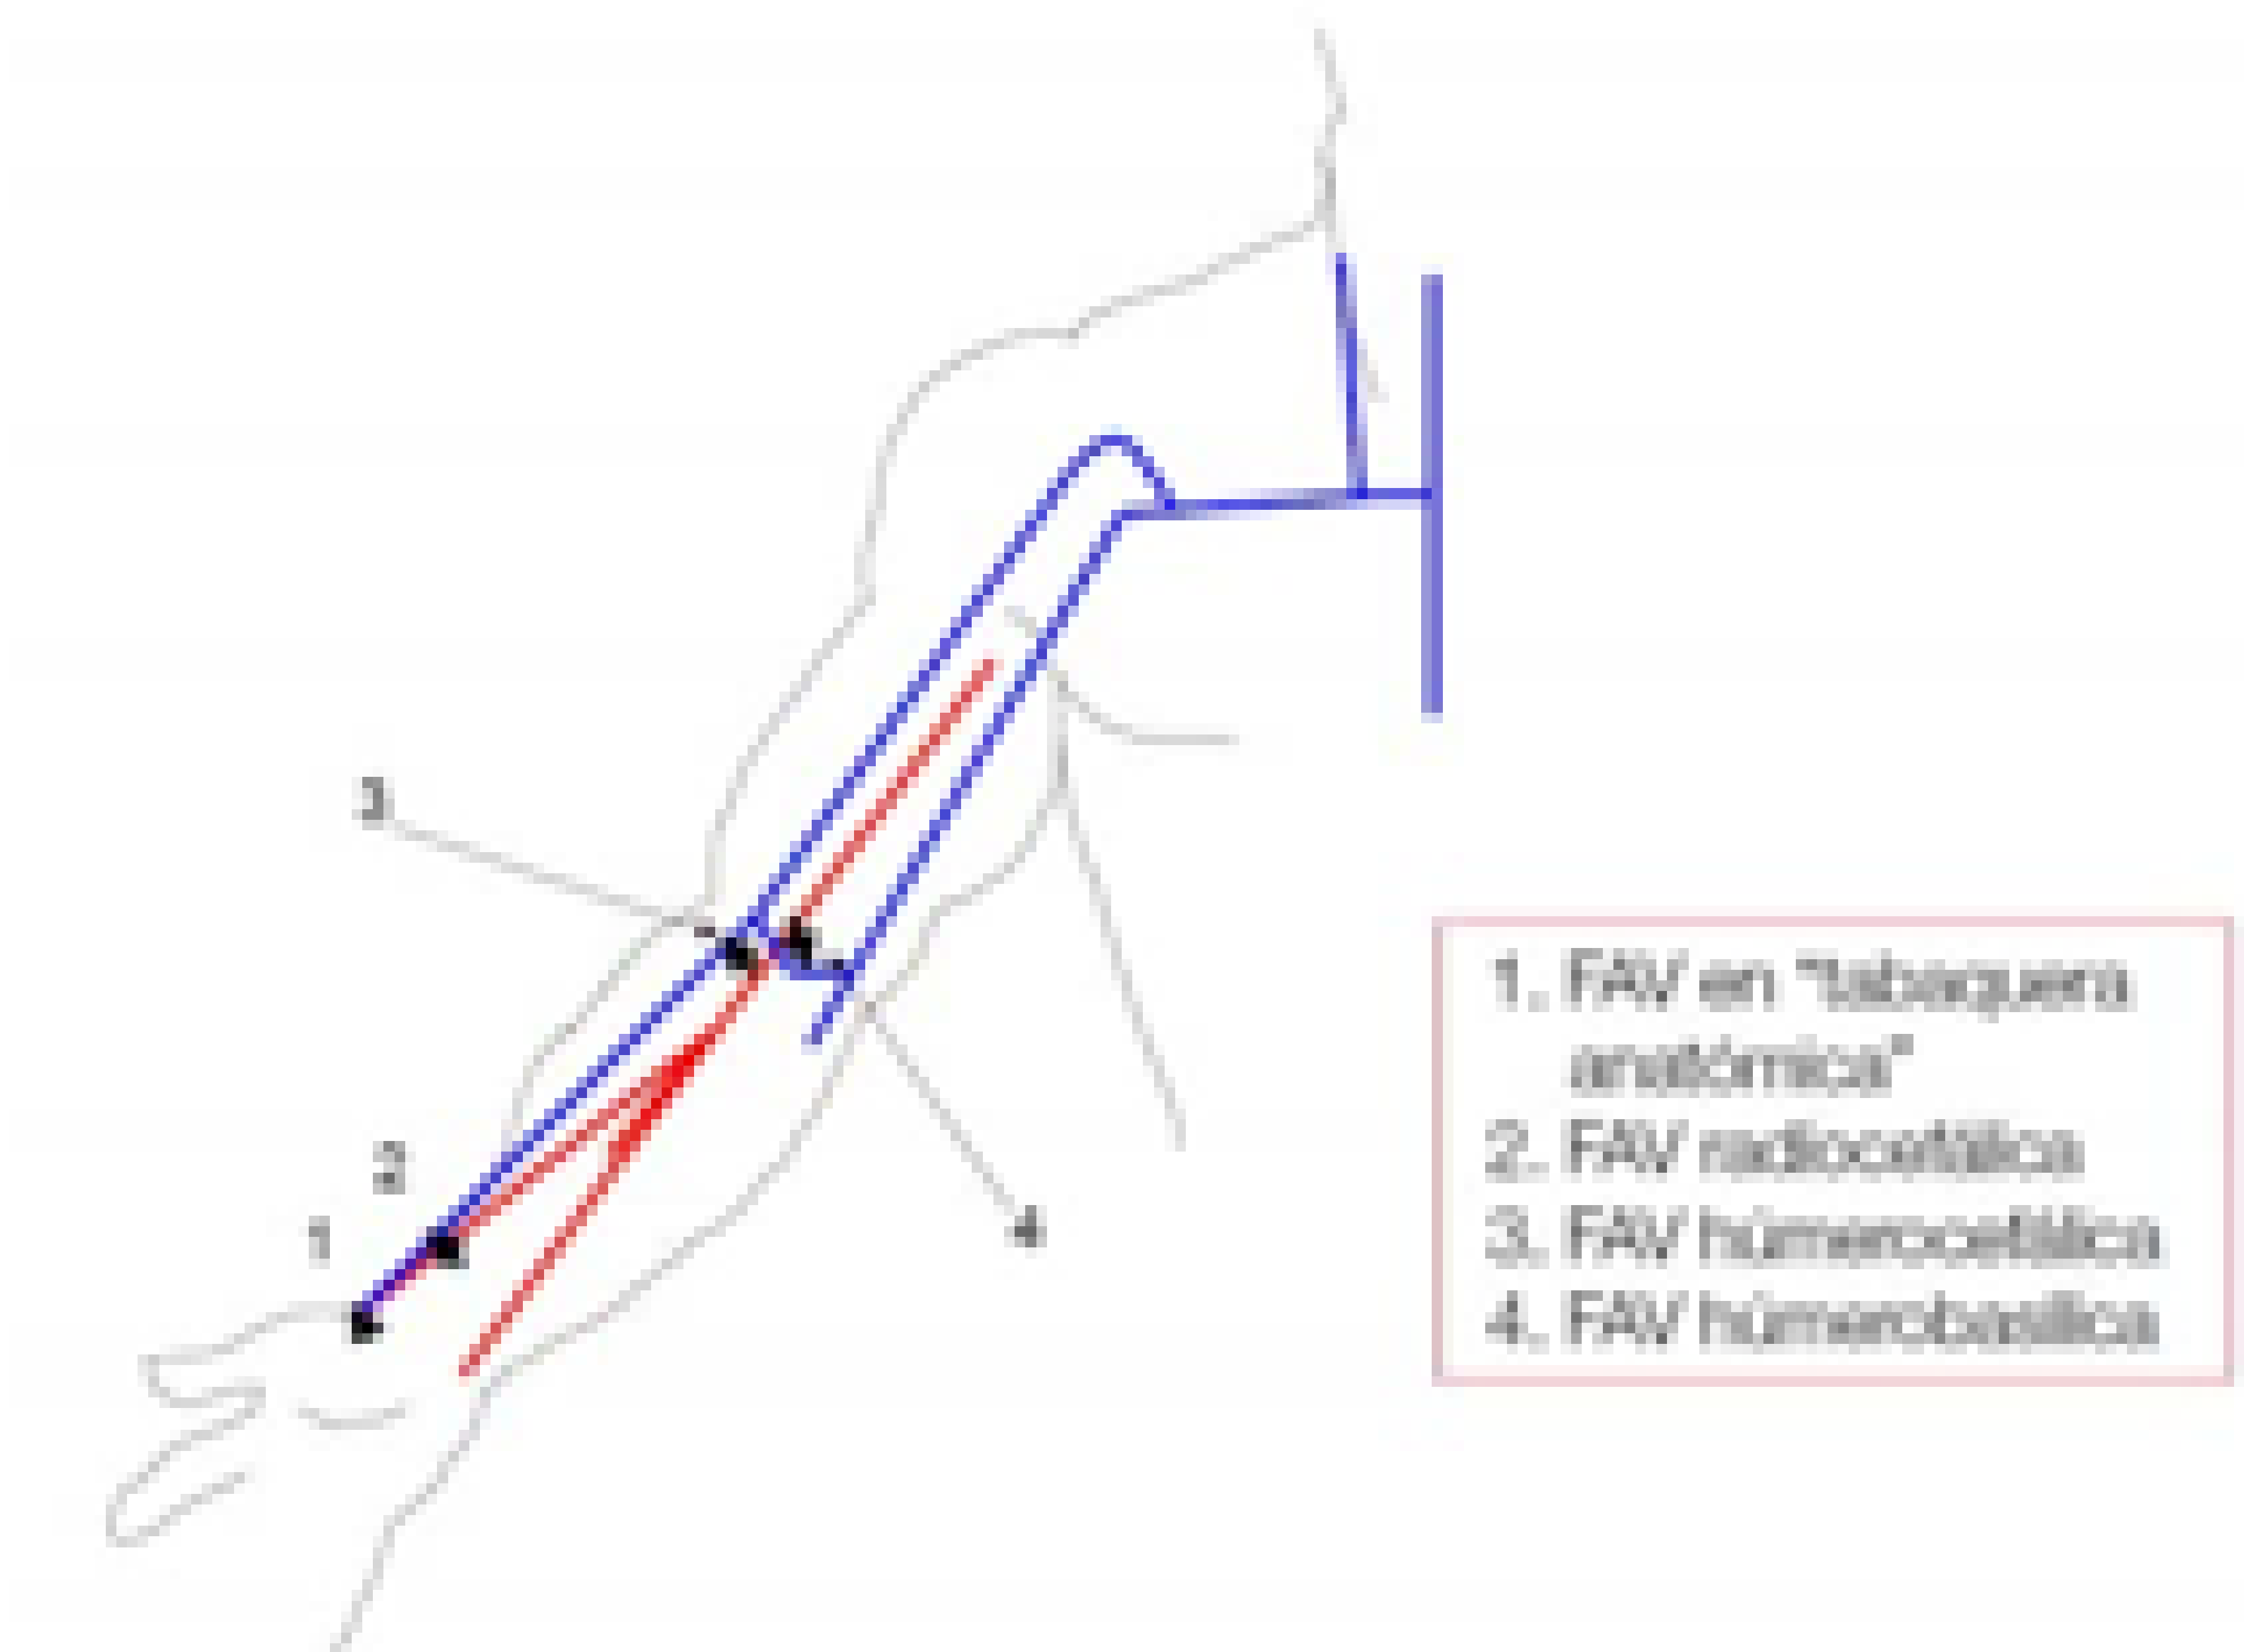 3
2
1
4
1. FAV en "tabaquera
anatómica"
2. FAV radiocefálica
3. FAV húmerocefálica
4. FAV húmerobasílica